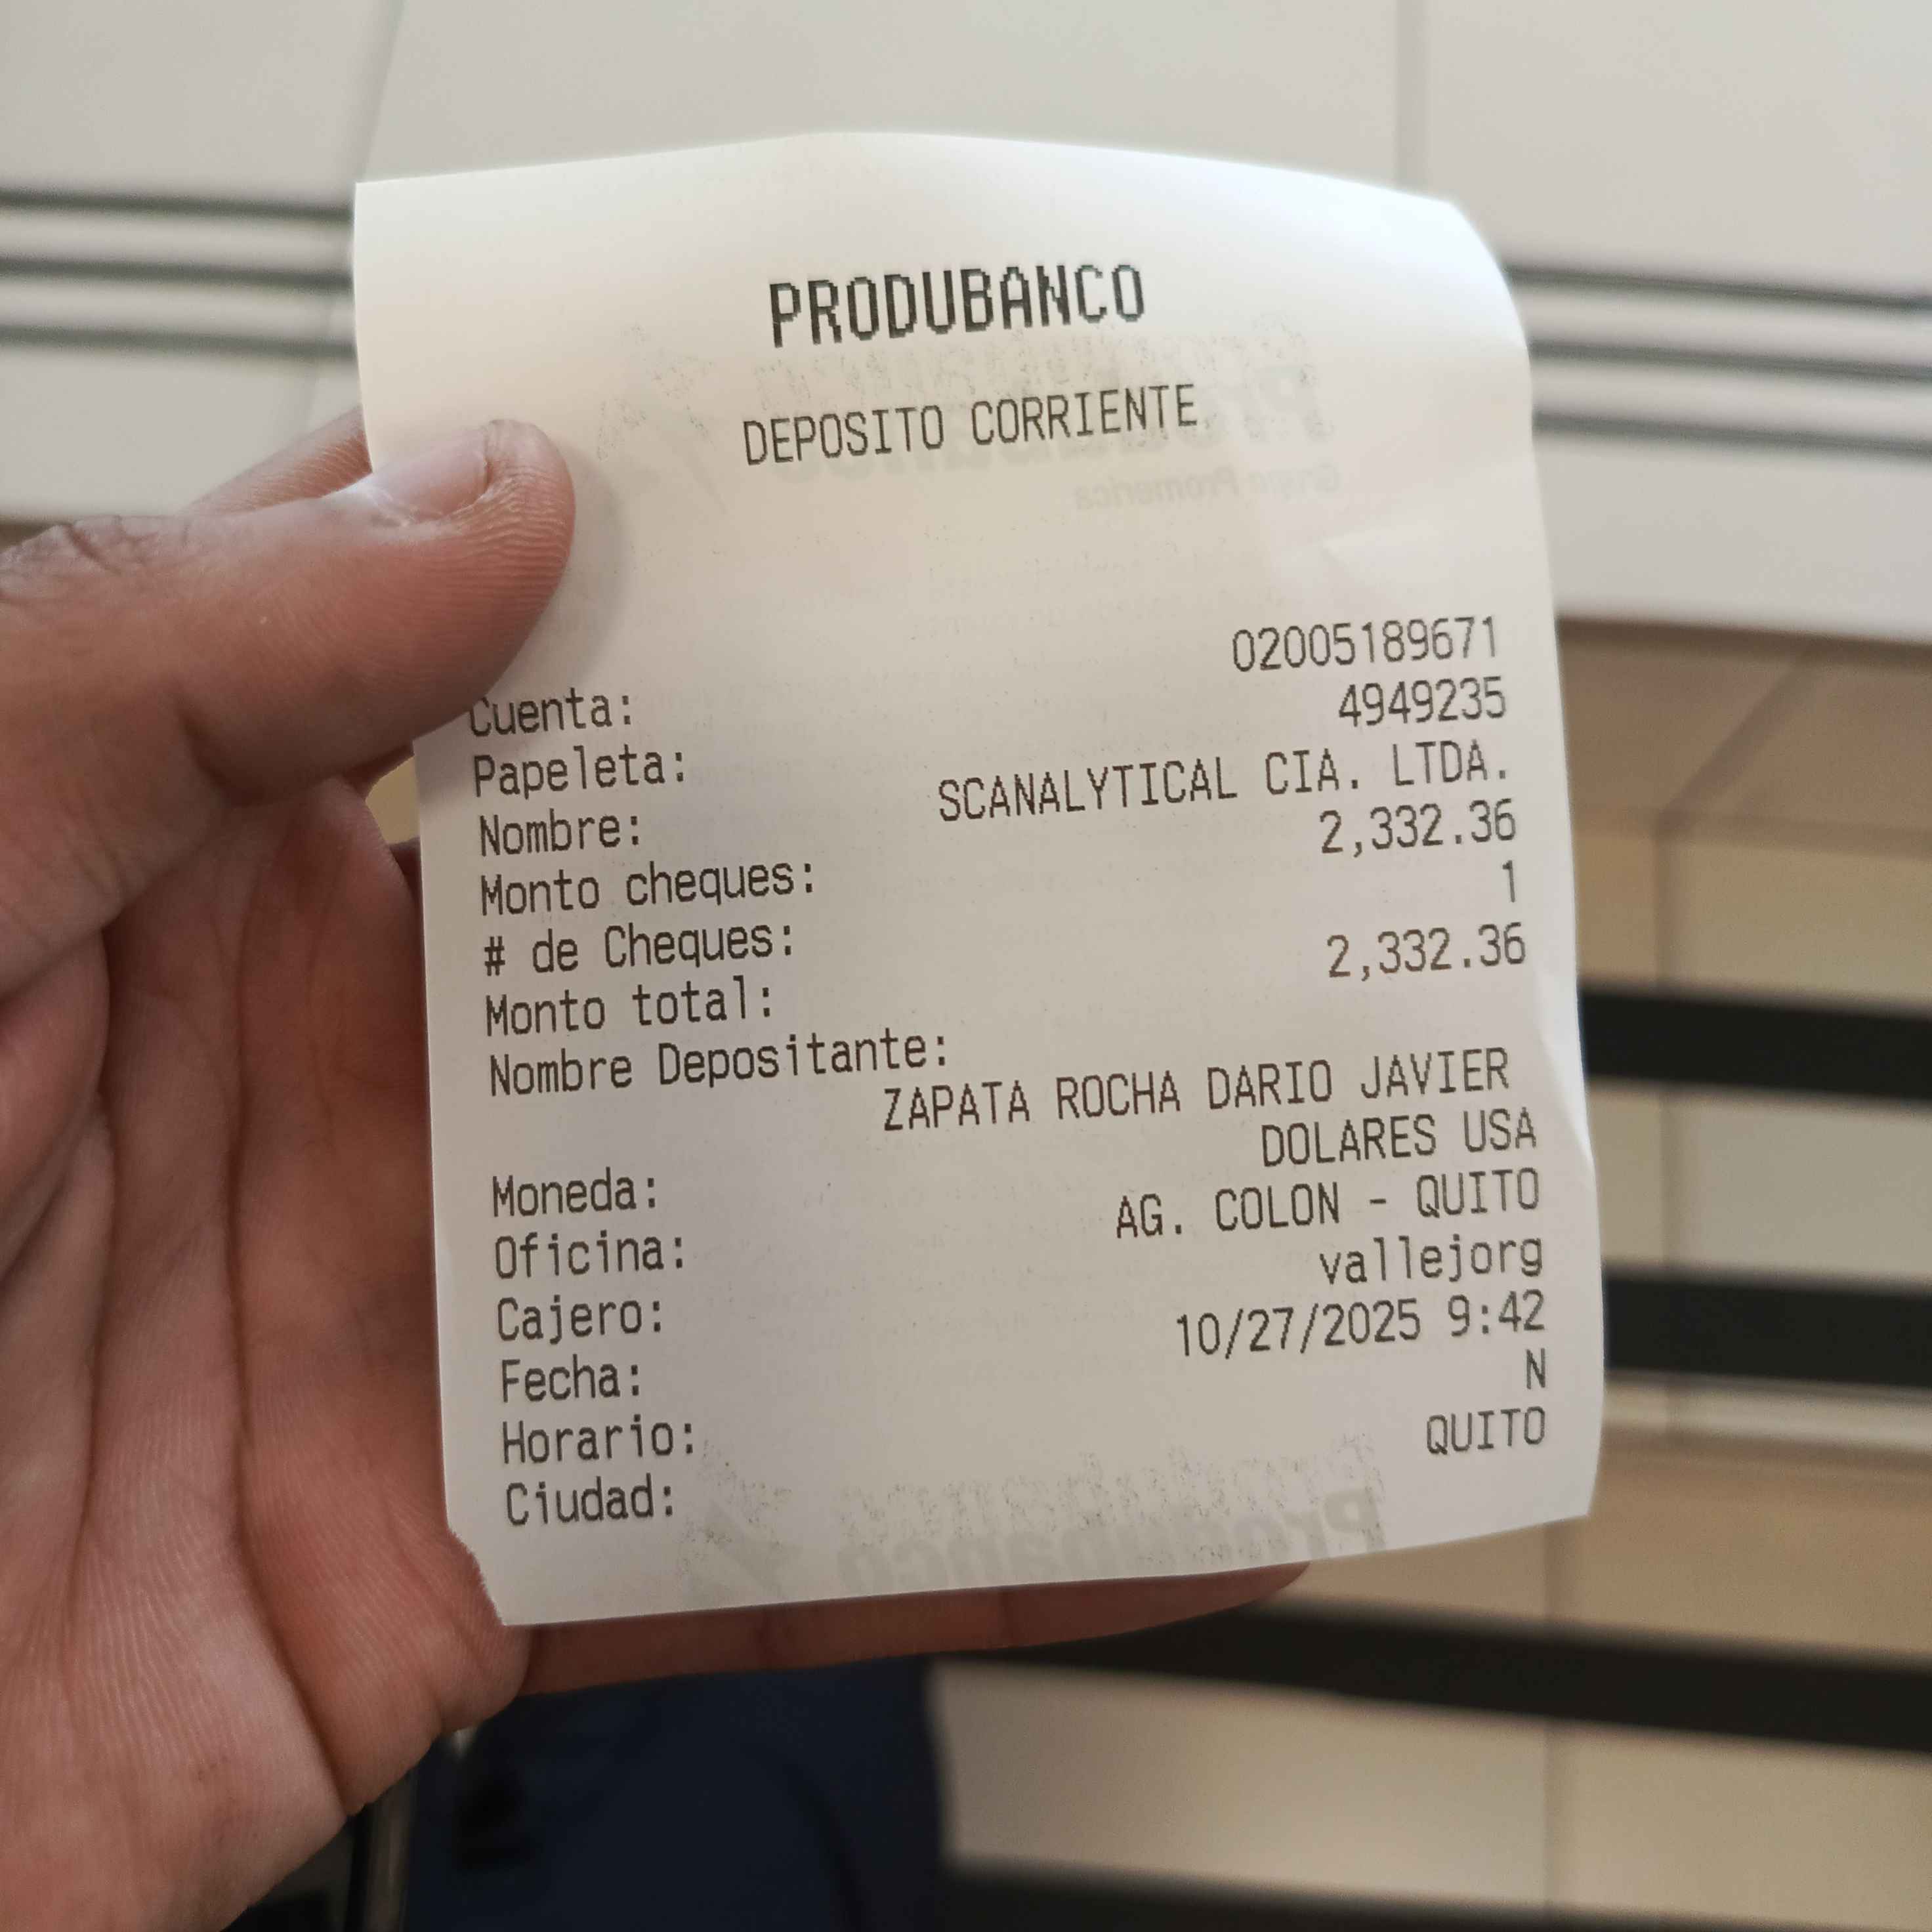 PRODUBANCO
DEPOSITO CORRIENTE
Cuenta: 02005189671
Papeleta: 4949235
Nombre: SCANALYTICAL CIA. LTDA.
Monto cheques: 2,332.36
# de Cheques: 1
Monto total: 2,332.36
Nombre Depositante:
ZAPATA ROCHA DARIO JAVIER
Moneda: DOLARES USA
Oficina: AG. COLON - QUITO
Cajero: vallejorg
Fecha: 10/27/2025 9:42
Horario: N
Ciudad: QUITO